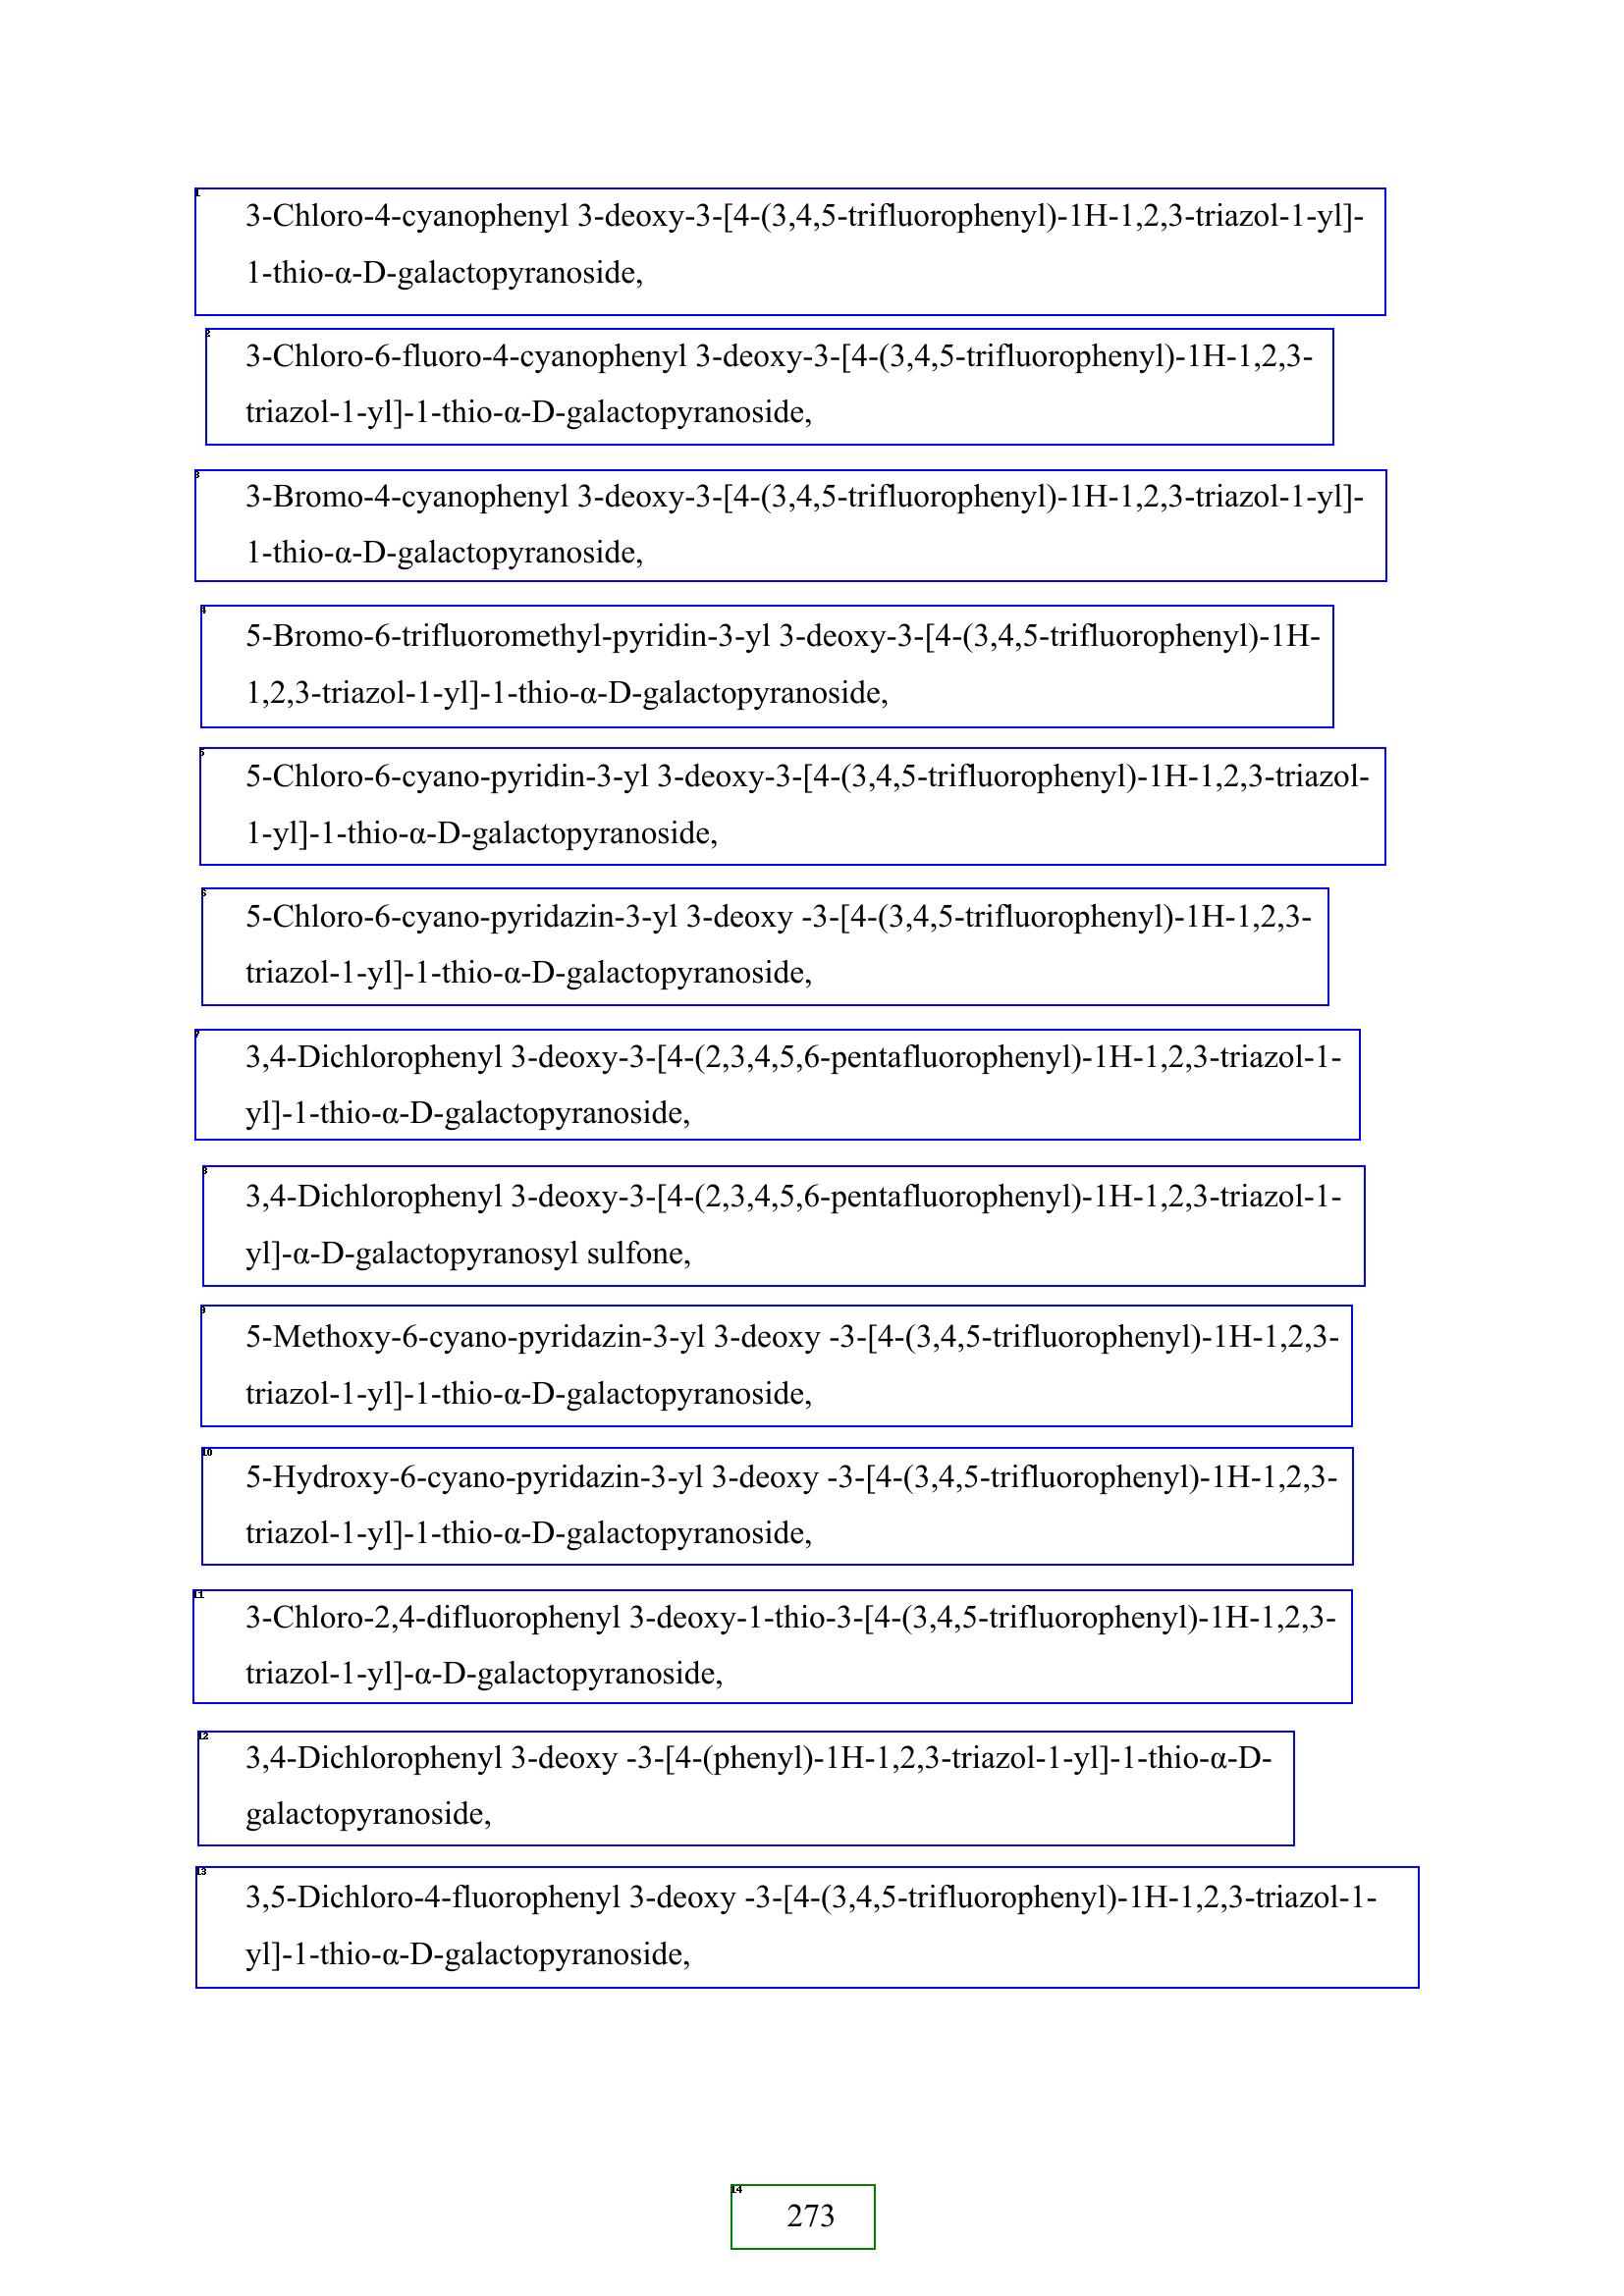 3-Chloro-4-cyanophenyl 3-deoxy-3-[4-(3,4,5-trifluorophenyl)-1H-1,2,3-triazol-1-yl]-
1-thio-α-D-galactopyranoside,
3-Chloro-6-fluoro-4-cyanophenyl 3-deoxy-3-[4-(3,4,5-trifluorophenyl)-1H-1,2,3-
triazol-1-yl]-1-thio-α-D-galactopyranoside,
3-Bromo-4-cyanophenyl 3-deoxy-3-[4-(3,4,5-trifluorophenyl)-1H-1,2,3-triazol-1-yl]-
1-thio-α-D-galactopyranoside,
5-Bromo-6-trifluoromethyl-pyridin-3-yl 3-deoxy-3-[4-(3,4,5-trifluorophenyl)-1H-
1,2,3-triazol-1-yl]-1-thio-α-D-galactopyranoside,
5-Chloro-6-cyano-pyridin-3-yl 3-deoxy-3-[4-(3,4,5-trifluorophenyl)-1H-1,2,3-triazol-
1-yl]-1-thio-α-D-galactopyranoside,
5-Chloro-6-cyano-pyridazin-3-yl 3-deoxy -3-[4-(3,4,5-trifluorophenyl)-1H-1,2,3-
triazol-1-yl]-1-thio-α-D-galactopyranoside,
3,4-Dichlorophenyl 3-deoxy-3-[4-(2,3,4,5,6-pentafluorophenyl)-1H-1,2,3-triazol-1-
yl]-1-thio-α-D-galactopyranoside,
3,4-Dichlorophenyl 3-deoxy-3-[4-(2,3,4,5,6-pentafluorophenyl)-1H-1,2,3-triazol-1-
yl]-α-D-galactopyranosyl sulfone,
5-Methoxy-6-cyano-pyridazin-3-yl 3-deoxy -3-[4-(3,4,5-trifluorophenyl)-1H-1,2,3-
triazol-1-yl]-1-thio-α-D-galactopyranoside,
5-Hydroxy-6-cyano-pyridazin-3-yl 3-deoxy -3-[4-(3,4,5-trifluorophenyl)-1H-1,2,3-
triazol-1-yl]-1-thio-α-D-galactopyranoside,
3-Chloro-2,4-difluorophenyl 3-deoxy-1-thio-3-[4-(3,4,5-trifluorophenyl)-1H-1,2,3-
triazol-1-yl]-α-D-galactopyranoside,
3,4-Dichlorophenyl 3-deoxy -3-[4-(phenyl)-1H-1,2,3-triazol-1-yl]-1-thio-α-D-
galactopyranoside,
3,5-Dichloro-4-fluorophenyl 3-deoxy -3-[4-(3,4,5-trifluorophenyl)-1H-1,2,3-triazol-1-
yl]-1-thio-α-D-galactopyranoside,
273